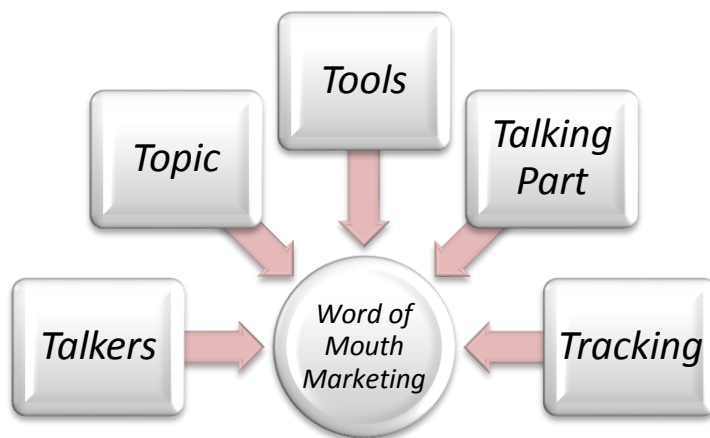 Tools
Topic
Talking
Part
Talkers
Word of
Mouth
Marketing
Tracking